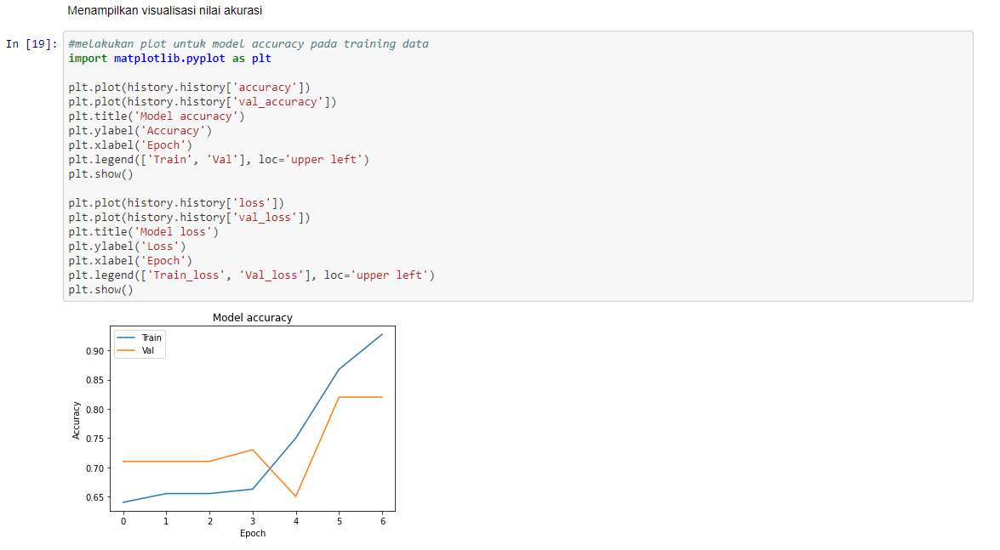 Menampilkan visualisasi nilai akurasi
In [19]:
#melakukan plot untuk model accuracy pada training data
import matplotlib.pyplot as plt
plt.plot(history.history['accuracy'])
plt.plot(history.history['val_accuracy'])
plt.title('Model accuracy')
plt.ylabel('Accuracy')
plt.xlabel('Epoch')
plt.legend(['Train', 'Val'], loc='upper left')
plt.show()
plt.plot(history.history['loss'])
plt.plot(history.history['val_loss'])
plt.title('Model loss')
plt.ylabel('Loss')
plt.xlabel('Epoch')
plt.legend(['Train_loss', 'Val_loss'], loc='upper left')
plt.show()
Model accuracy
Train
Val
0.90
0.85
0.80
0.75
0.70
0.65
Accuracy
0 1 2 3 4 5 6
Epoch